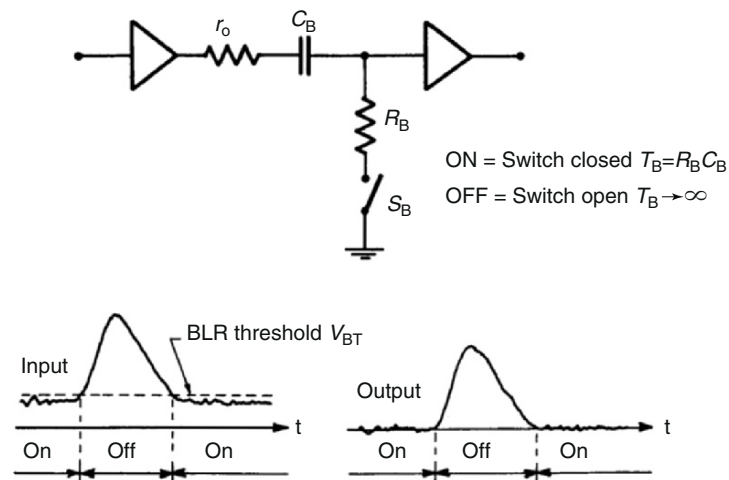 r₀ C_B
R_B
ON = Switch closed T_B=R_BC_B
OFF = Switch open T_B→∞
S_B
BLR threshold V_BT
Input
Output
t
t
On Off On
On Off On